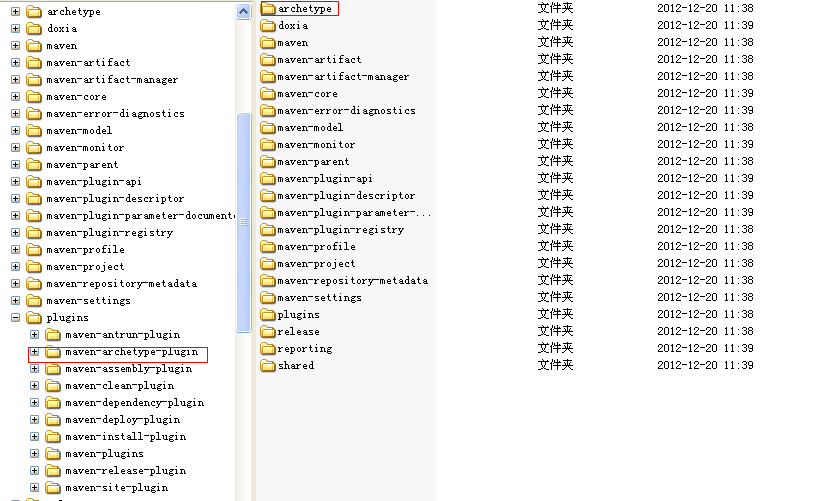 archetype
doxia
maven
maven-artifact
maven-artifact-manager
maven-core
maven-error-diagnostics
maven-model
maven-monitor
maven-parent
maven-plugin-api
maven-plugin-descriptor
maven-plugin-parameter-documente
maven-plugin-registry
maven-profile
maven-project
maven-repository-metadata
maven-settings
plugins
maven-antrun-plugin
maven-archetype-plugin
maven-assembly-plugin
maven-clean-plugin
maven-dependency-plugin
maven-deploy-plugin
maven-install-plugin
maven-plugins
maven-release-plugin
maven-site-plugin
archetype 文件夹 2012-12-20 11:38
doxia 文件夹 2012-12-20 11:39
maven 文件夹 2012-12-20 11:38
maven-artifact 文件夹 2012-12-20 11:38
maven-artifact-manager 文件夹 2012-12-20 11:38
maven-core 文件夹 2012-12-20 11:39
maven-error-diagnostics 文件夹 2012-12-20 11:39
maven-model 文件夹 2012-12-20 11:38
maven-monitor 文件夹 2012-12-20 11:39
maven-parent 文件夹 2012-12-20 11:38
maven-plugin-api 文件夹 2012-12-20 11:39
maven-plugin-descriptor 文件夹 2012-12-20 11:39
maven-plugin-parameter-... 文件夹 2012-12-20 11:39
maven-plugin-registry 文件夹 2012-12-20 11:38
maven-profile 文件夹 2012-12-20 11:38
maven-project 文件夹 2012-12-20 11:38
maven-repository-metadata 文件夹 2012-12-20 11:38
maven-settings 文件夹 2012-12-20 11:38
plugins 文件夹 2012-12-20 11:38
release 文件夹 2012-12-20 11:38
reporting 文件夹 2012-12-20 11:39
shared 文件夹 2012-12-20 11:39